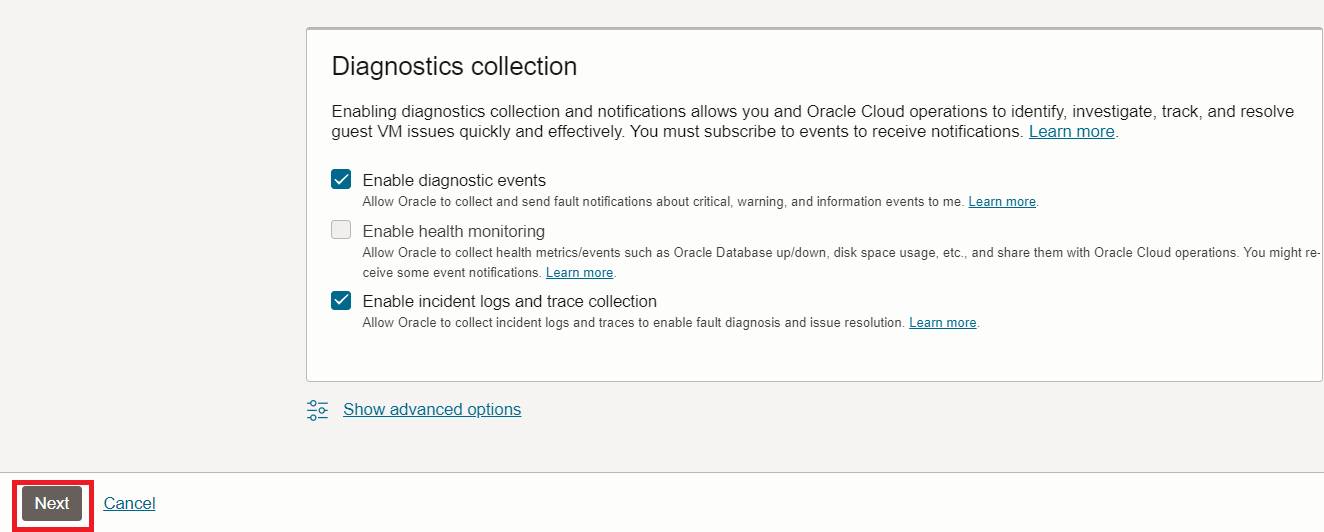 Diagnostics collection
Enabling diagnostics collection and notifications allows you and Oracle Cloud operations to identify, investigate, track, and resolve
guest VM issues quickly and effectively. You must subscribe to events to receive notifications. Learn more.
Enable diagnostic events
Allow Oracle to collect and send fault notifications about critical, warning, and information events to me. Learn more.
Enable health monitoring
Allow Oracle to collect health metrics/events such as Oracle Database up/down, disk space usage, etc., and share them with Oracle Cloud operations. You might re-
ceive some event notifications. Learn more.
Enable incident logs and trace collection
Allow Oracle to collect incident logs and traces to enable fault diagnosis and issue resolution. Learn more.
Show advanced options
Next Cancel